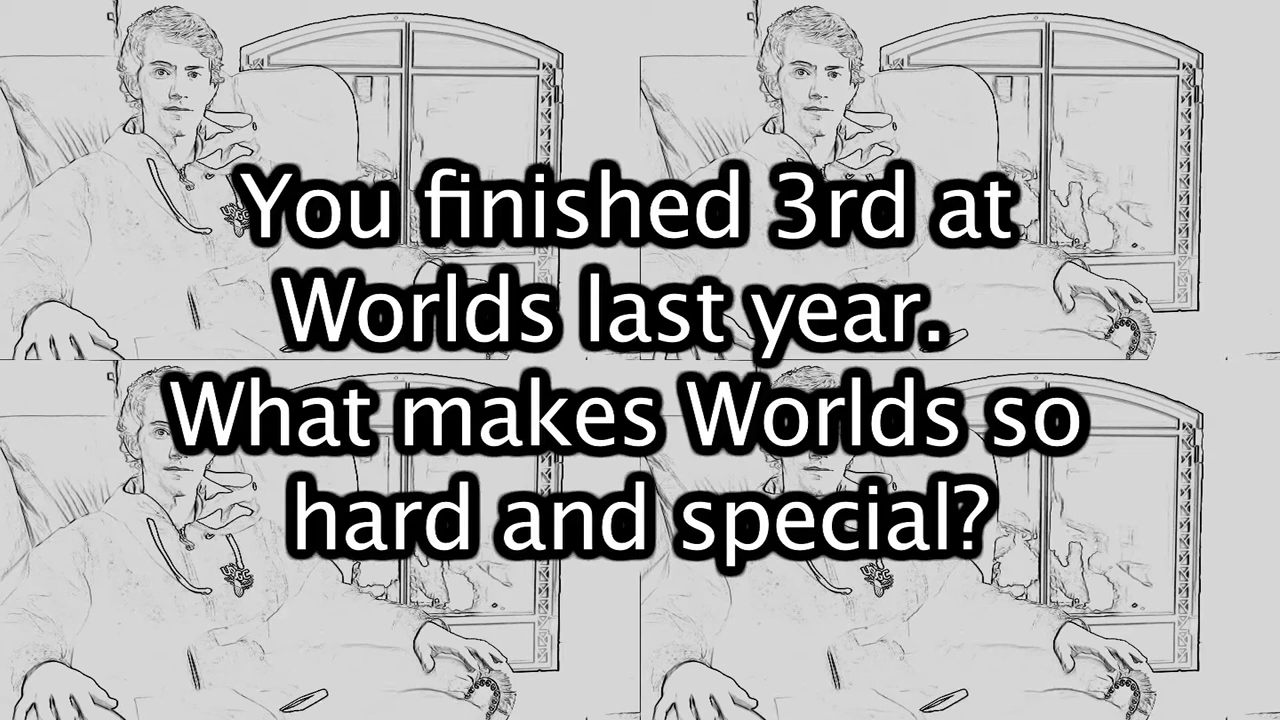 You finished 3rd at
Worlds last year.
What makes Worlds so
hard and special?